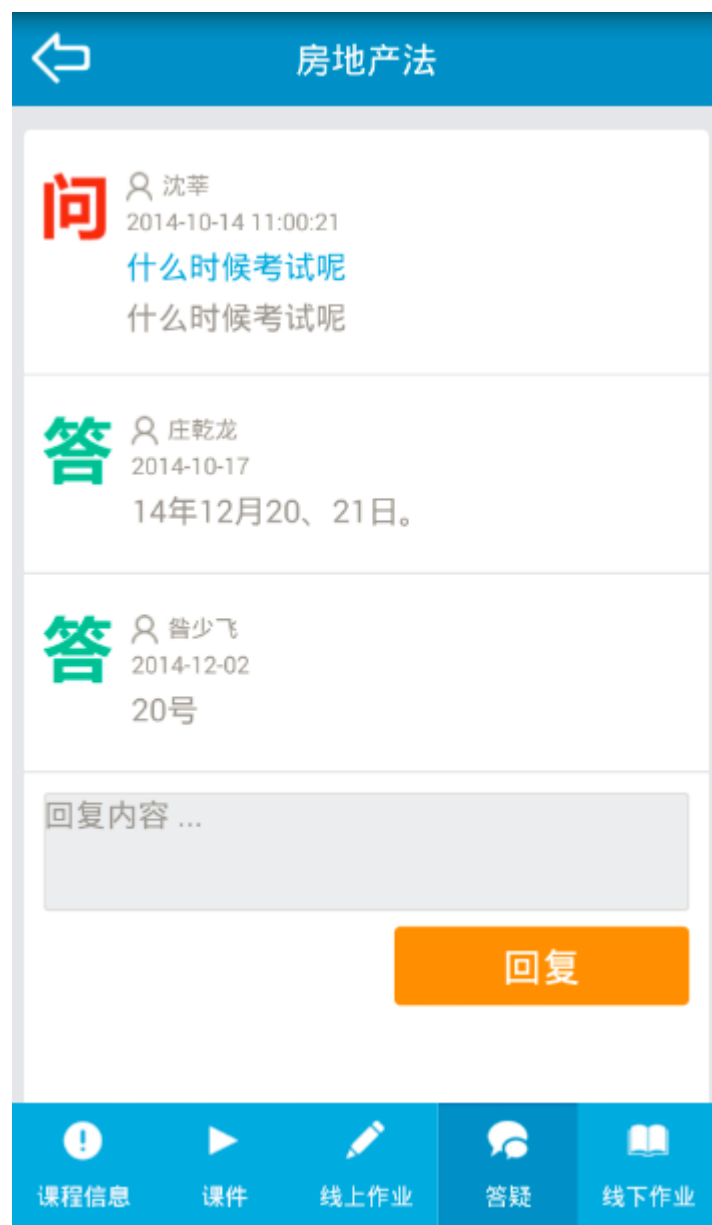 房地产法
问
沈莘
2014-10-14 11:00:21
什么时候考试呢
什么时候考试呢
答
庄乾龙
2014-10-17
14年12月20、21日。
答
昝少飞
2014-12-02
20号
回复内容 ...
回复
课程信息
课件
线上作业
答疑
线下作业